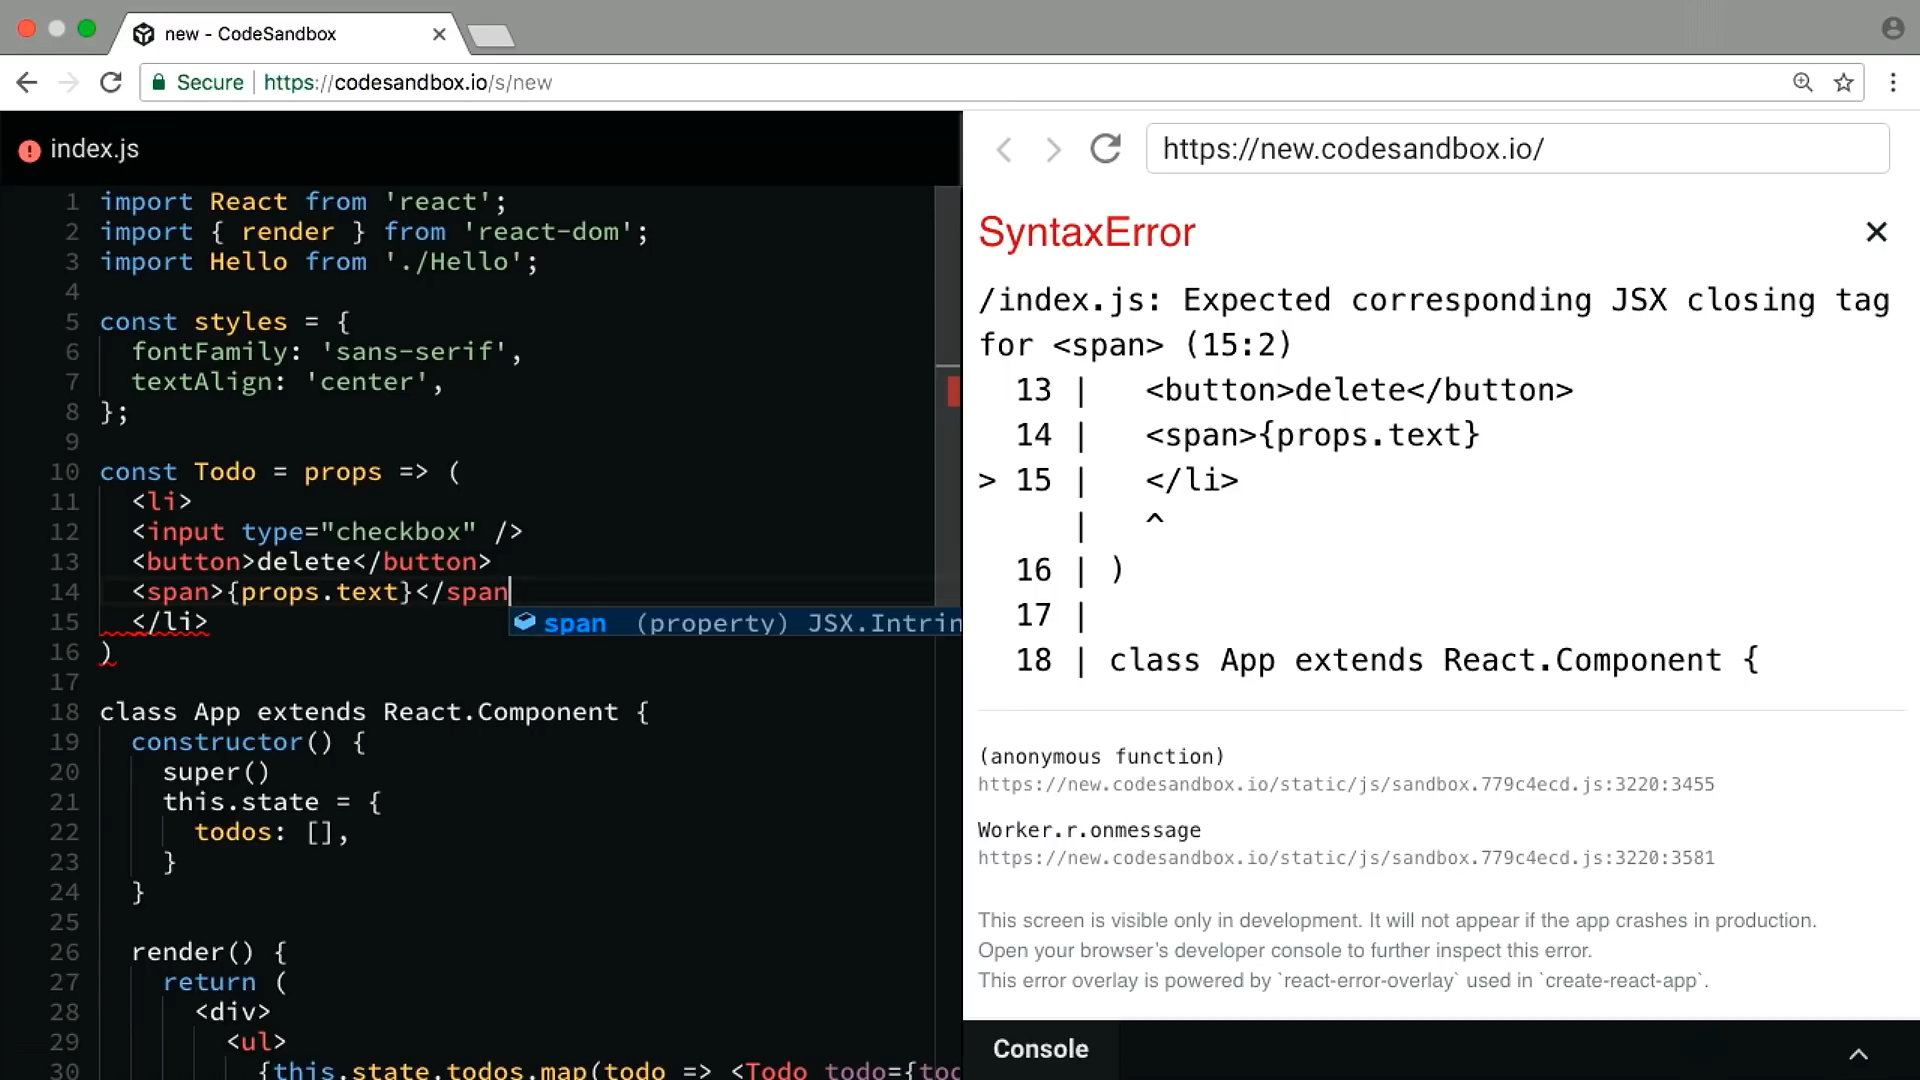 new - CodeSandbox
Secure https://codesandbox.io/s/new
index.js
1 import React from 'react';
2 import { render } from 'react-dom';
3 import Hello from './Hello';
4
5 const styles = {
6   fontFamily: 'sans-serif',
7   textAlign: 'center',
8 };
9
10 const Todo = props => (
11   <li>
12   <input type="checkbox" />
13   <button>delete</button>
14   <span>{props.text}</span
span (property) JSX.Intrin
15   </li>
16 )
17
18 class App extends React.Component {
19   constructor() {
20     super()
21     this.state = {
22       todos: [],
23     }
24   }
25
26   render() {
27     return (
28       <div>
29         <ul>
30           {this.state.todos.map(todo => <Todo todo={tod
https://new.codesandbox.io/
SyntaxError
/index.js: Expected corresponding JSX closing tag
for <span> (15:2)
13 |   <button>delete</button>
14 |   <span>{props.text}
> 15 |   </li>
|   ^
16 | )
17 |
18 | class App extends React.Component {
(anonymous function)
https://new.codesandbox.io/static/js/sandbox.779c4ecd.js:3220:3455
Worker.r.onmessage
https://new.codesandbox.io/static/js/sandbox.779c4ecd.js:3220:3581
This screen is visible only in development. It will not appear if the app crashes in production.
Open your browser’s developer console to further inspect this error.
This error overlay is powered by `react-error-overlay` used in `create-react-app`.
Console